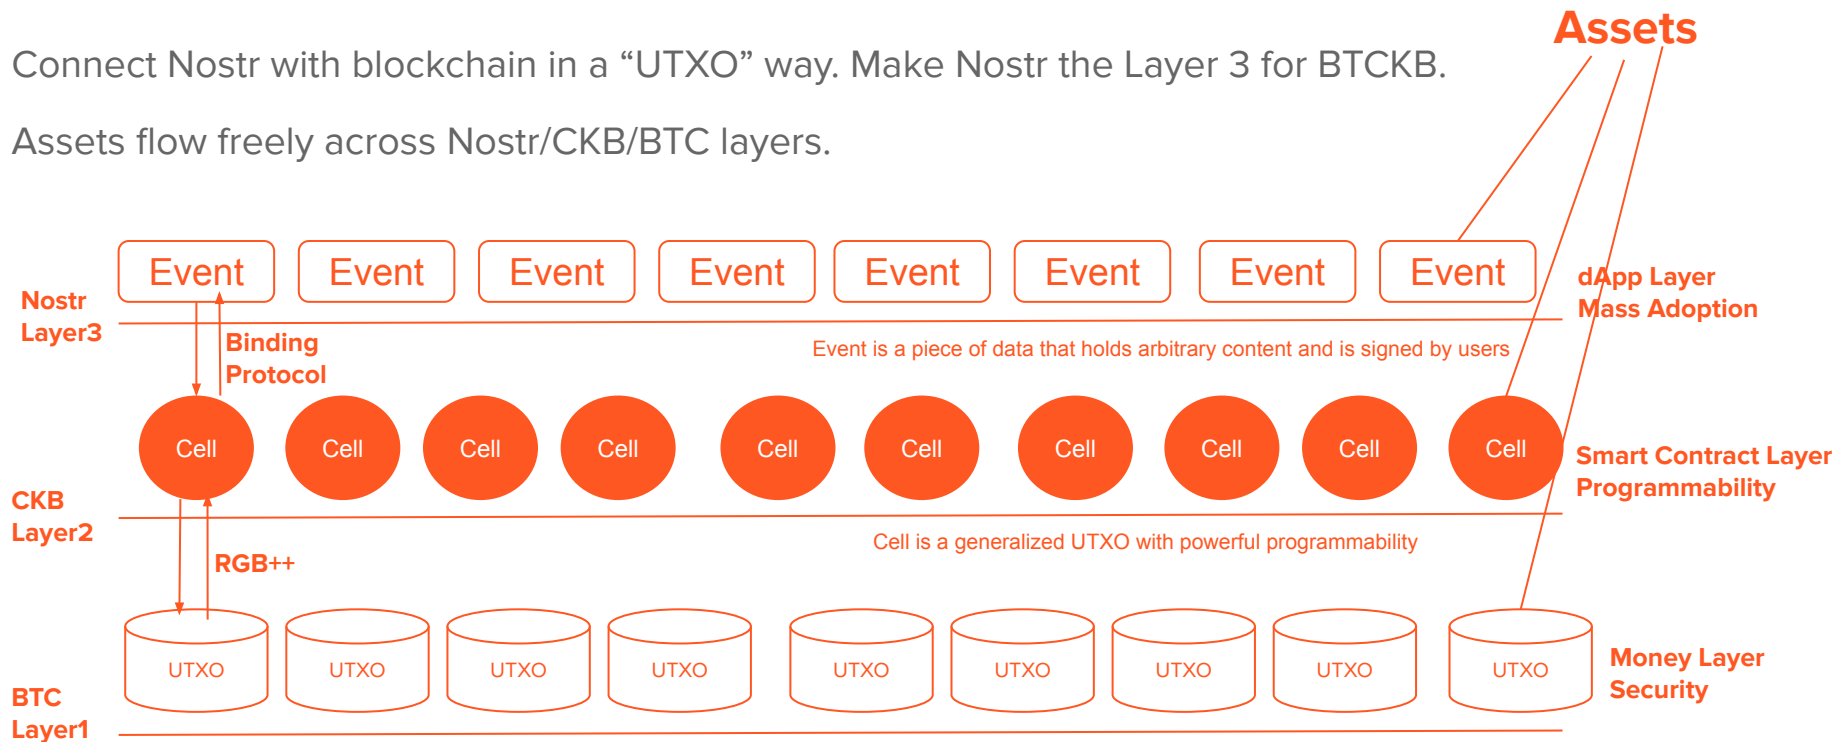 Assets
Connect Nostr with blockchain in a “UTXO” way. Make Nostr the Layer 3 for BTCKB.
Assets flow freely across Nostr/CKB/BTC layers.
Event Event Event Event Event Event Event Event
Nostr
Layer3
dApp Layer
Mass Adoption
Binding
Protocol
Event is a piece of data that holds arbitrary content and is signed by users
Cell Cell Cell Cell Cell Cell Cell Cell Cell Cell
CKB
Layer2
Smart Contract Layer
Programmability
Cell is a generalized UTXO with powerful programmability
RGB++
UTXO UTXO UTXO UTXO UTXO UTXO UTXO UTXO UTXO
BTC
Layer1
Money Layer
Security